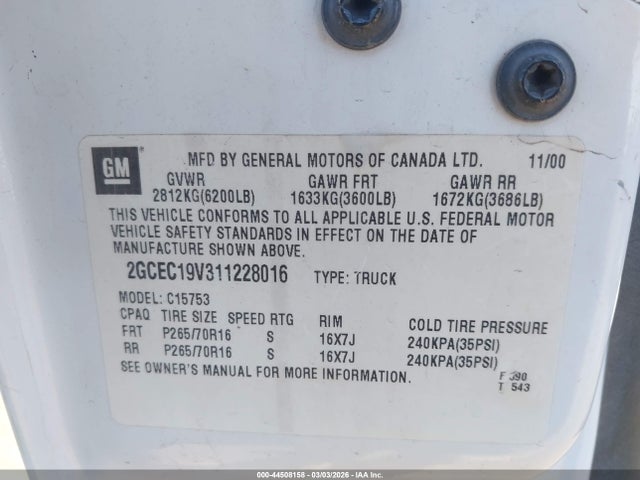 GM
MFD BY GENERAL MOTORS OF CANADA LTD. 11/00
GVWR GAWR FRT GAWR RR
2812KG(6200LB) 1633KG(3600LB) 1672KG(3686LB)
THIS VEHICLE CONFORMS TO ALL APPLICABLE U.S. FEDERAL MOTOR
VEHICLE SAFETY STANDARDS IN EFFECT ON THE DATE OF
MANUFACTURE SHOWN ABOVE.
2GCEC19V311228016 TYPE: TRUCK
MODEL: C15753
CPAQ TIRE SIZE SPEED RTG RIM COLD TIRE PRESSURE
FRT P265/70R16 S 16X7J 240KPA(35PSI)
RR P265/70R16 S 16X7J 240KPA(35PSI)
SEE OWNER'S MANUAL FOR MORE INFORMATION.
F 390
T 543
000-44508158 - 03/03/2026 - IAAI.COM